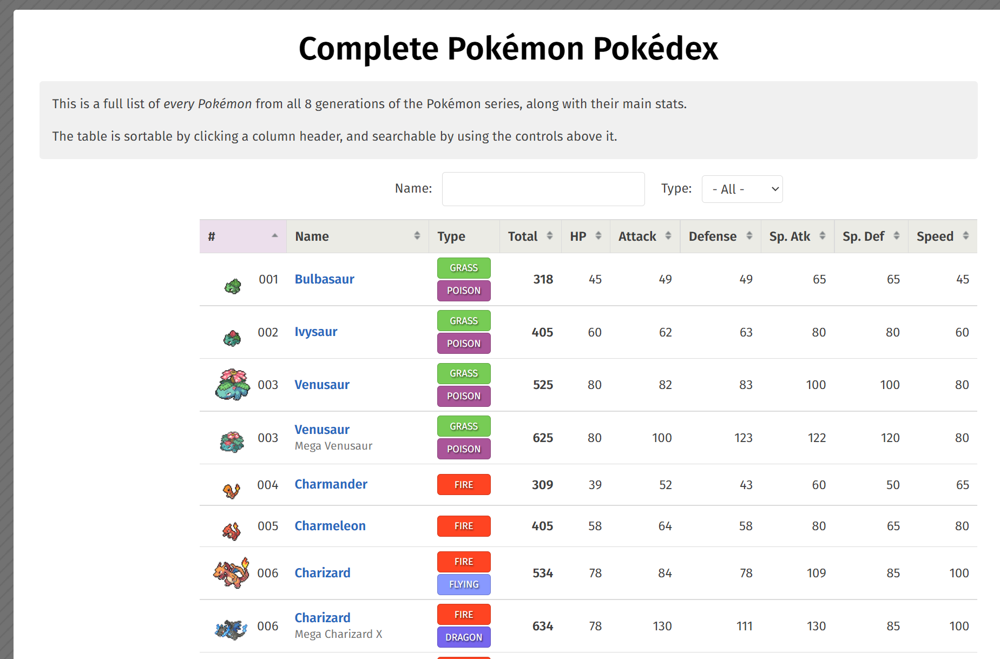 Complete Pokémon Pokédex
This is a full list of every Pokémon from all 8 generations of the Pokémon series, along with their main stats.
The table is sortable by clicking a column header, and searchable by using the controls above it.
Name: Type: - All -
# Name Type Total HP Attack Defense Sp. Atk Sp. Def Speed
001 Bulbasaur GRASS POISON 318 45 49 49 65 65 45
002 Ivysaur GRASS POISON 405 60 62 63 80 80 60
003 Venusaur GRASS POISON 525 80 82 83 100 100 80
003 Venusaur Mega Venusaur GRASS POISON 625 80 100 123 122 120 80
004 Charmander FIRE 309 39 52 43 60 50 65
005 Charmeleon FIRE 405 58 64 58 80 65 80
006 Charizard FIRE FLYING 534 78 84 78 109 85 100
006 Charizard Mega Charizard X FIRE DRAGON 634 78 130 111 130 85 100